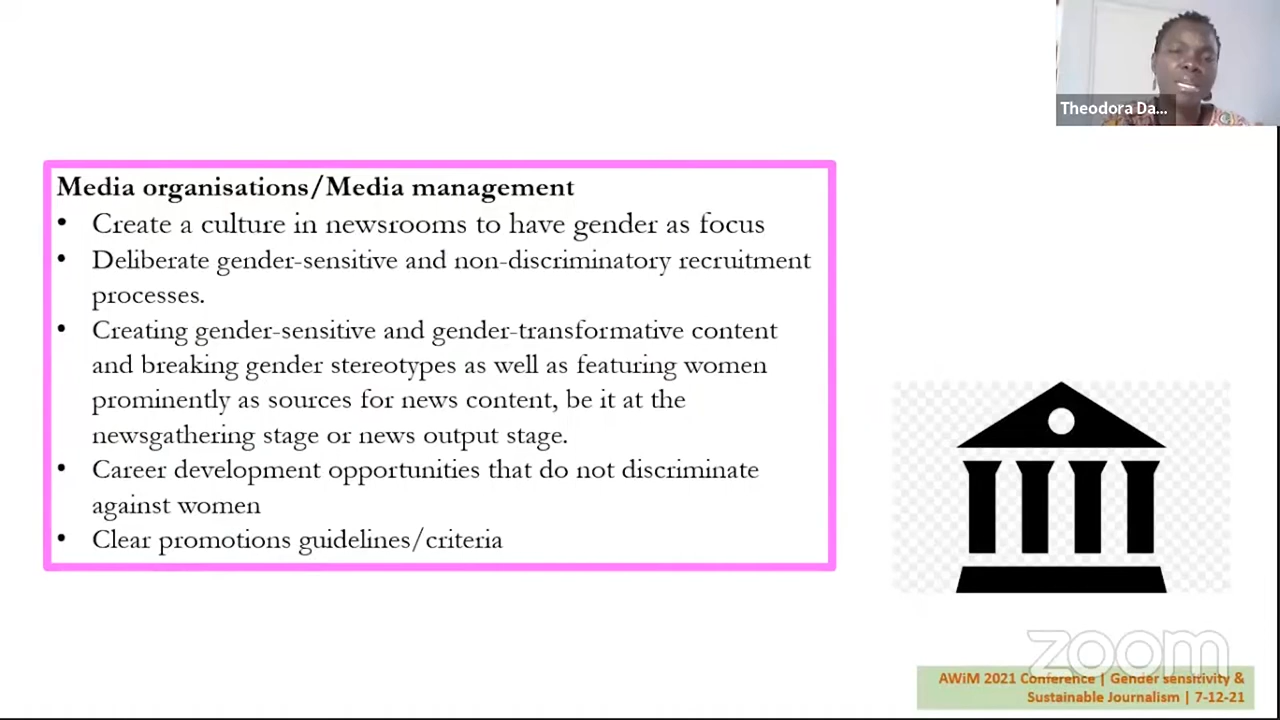 Theodora Da...
Media organisations/Media management
• Create a culture in newsrooms to have gender as focus
• Deliberate gender-sensitive and non-discriminatory recruitment
processes.
• Creating gender-sensitive and gender-transformative content
and breaking gender stereotypes as well as featuring women
prominently as sources for news content, be it at the
newsgathering stage or news output stage.
• Career development opportunities that do not discriminate
against women
• Clear promotions guidelines/criteria
zoom
AWiM 2021 Conference | Gender sensitivity &
Sustainable Journalism | 7-12-21